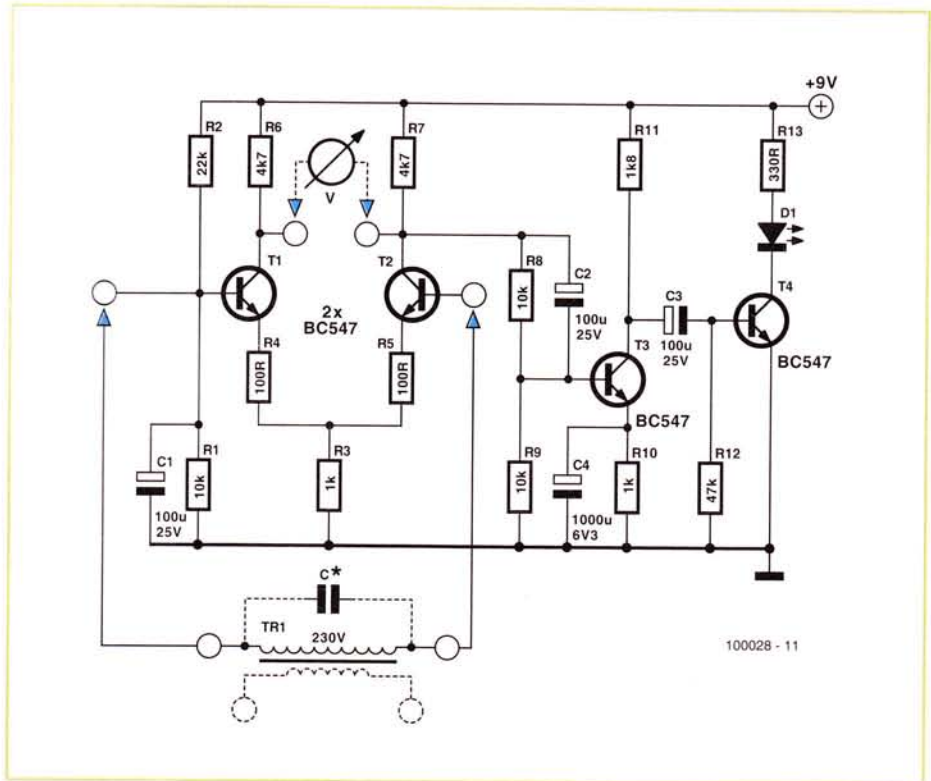 +9V
R2
22k
R6
4k7
V
R7
4k7
R11
1k8
R13
330R
D1
T1
T2
2x
BC547
R8
10k
C2
100u
25V
C3
100u
25V
T4
BC547
T3
BC547
R4
100R
R5
100R
C1
100u
25V
R1
10k
R3
1k
R9
10k
C4
1000u
6V3
R10
1k
R12
47k
C*
TR1
230V
100028 - 11